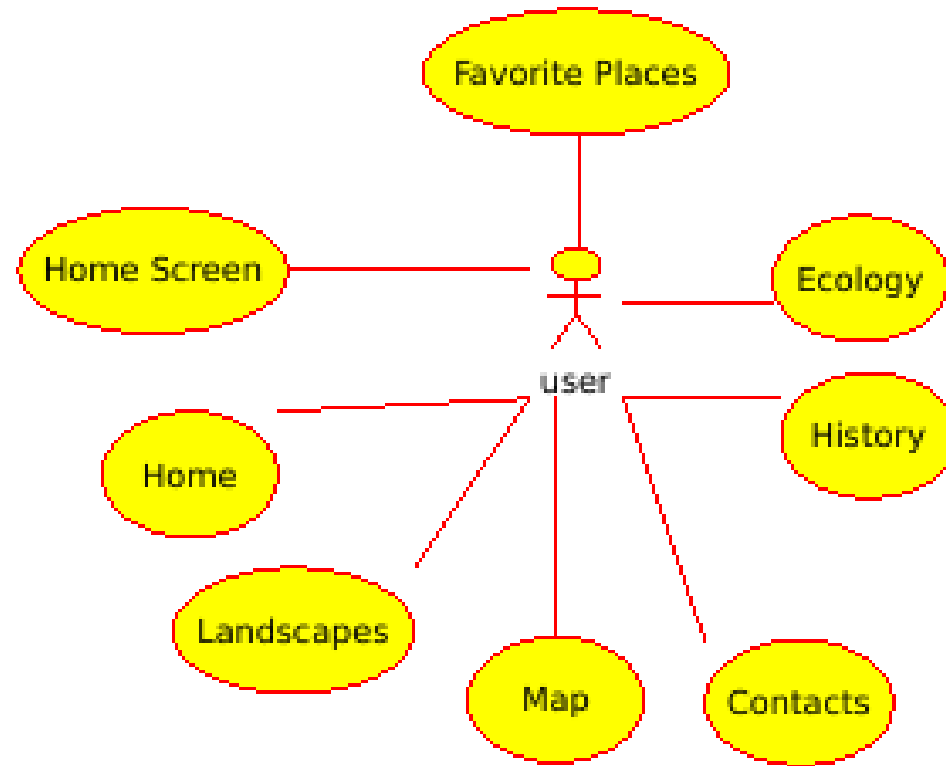 Favorite Places
Home Screen
Ecology
user
History
Home
Landscapes
Map
Contacts